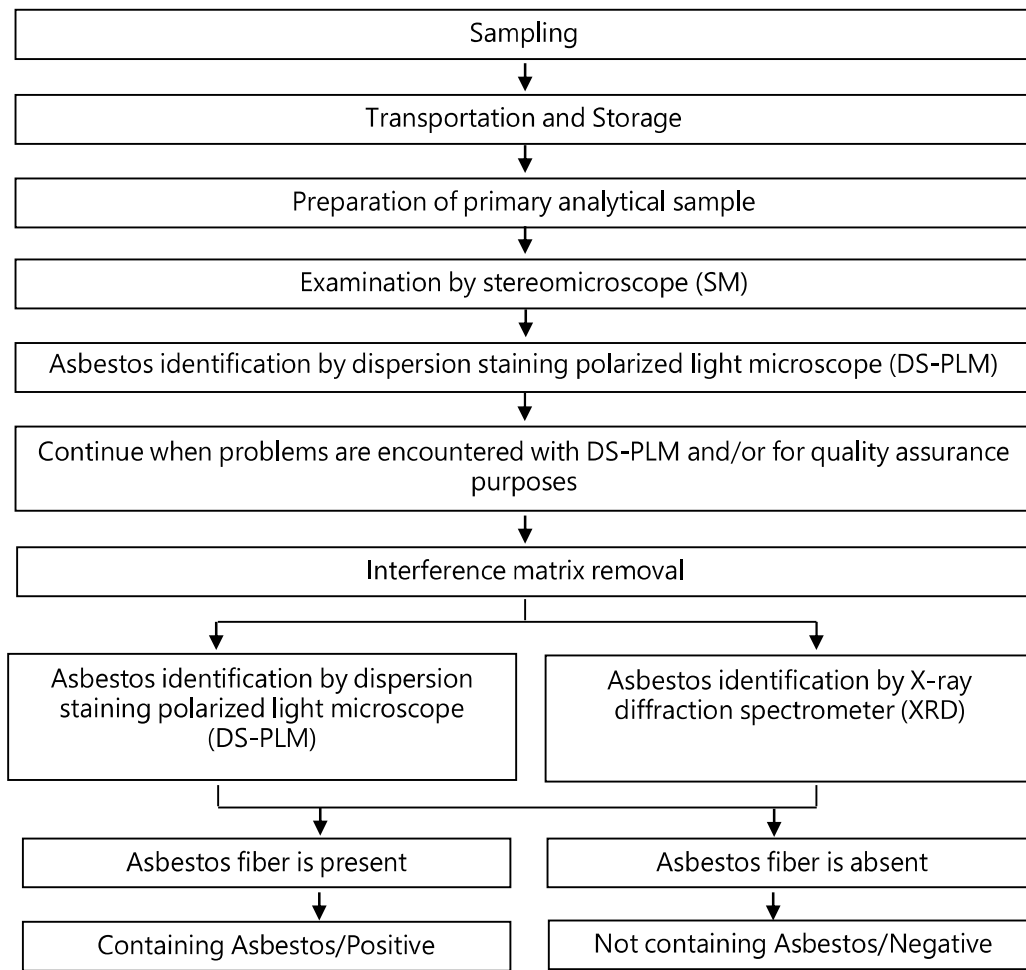 Sampling
Transportation and Storage
Preparation of primary analytical sample
Examination by stereomicroscope (SM)
Asbestos identification by dispersion staining polarized light microscope (DS-PLM)
Continue when problems are encountered with DS-PLM and/or for quality assurance
purposes
Interference matrix removal
Asbestos identification by dispersion
staining polarized light microscope
(DS-PLM)
Asbestos identification by X-ray
diffraction spectrometer (XRD)
Asbestos fiber is present
Asbestos fiber is absent
Containing Asbestos/Positive
Not containing Asbestos/Negative